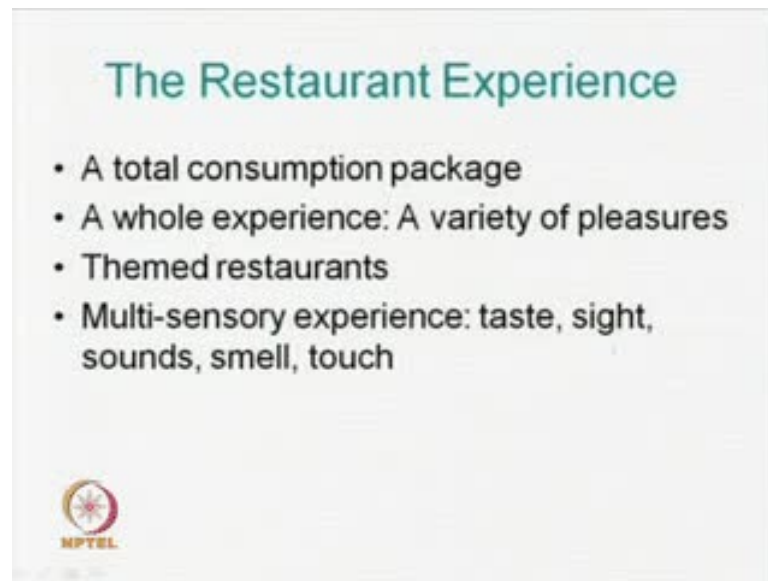 The Restaurant Experience
• A total consumption package
• A whole experience: A variety of pleasures
• Themed restaurants
• Multi-sensory experience: taste, sight,
sounds, smell, touch
NPTEL